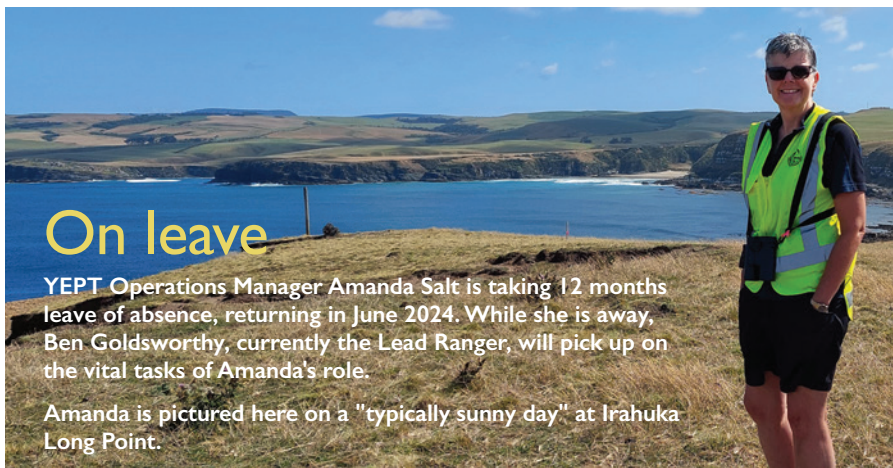 On leave
YEPT Operations Manager Amanda Salt is taking 12 months
leave of absence, returning in June 2024. While she is away,
Ben Goldsworthy, currently the Lead Ranger, will pick up on
the vital tasks of Amanda's role.
Amanda is pictured here on a "typically sunny day" at Irahuka
Long Point.